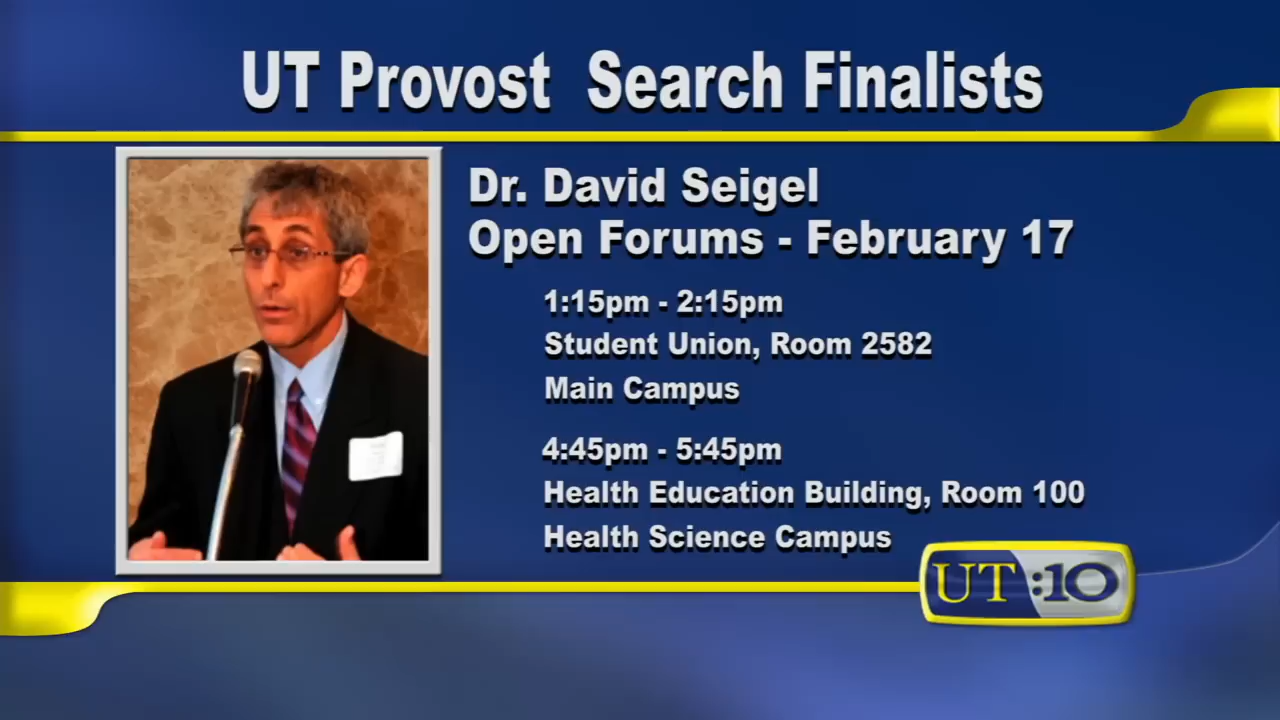 UT Provost Search Finalists
Dr. David Seigel
Open Forums - February 17
1:15pm - 2:15pm
Student Union, Room 2582
Main Campus
4:45pm - 5:45pm
Health Education Building, Room 100
Health Science Campus
UT:10